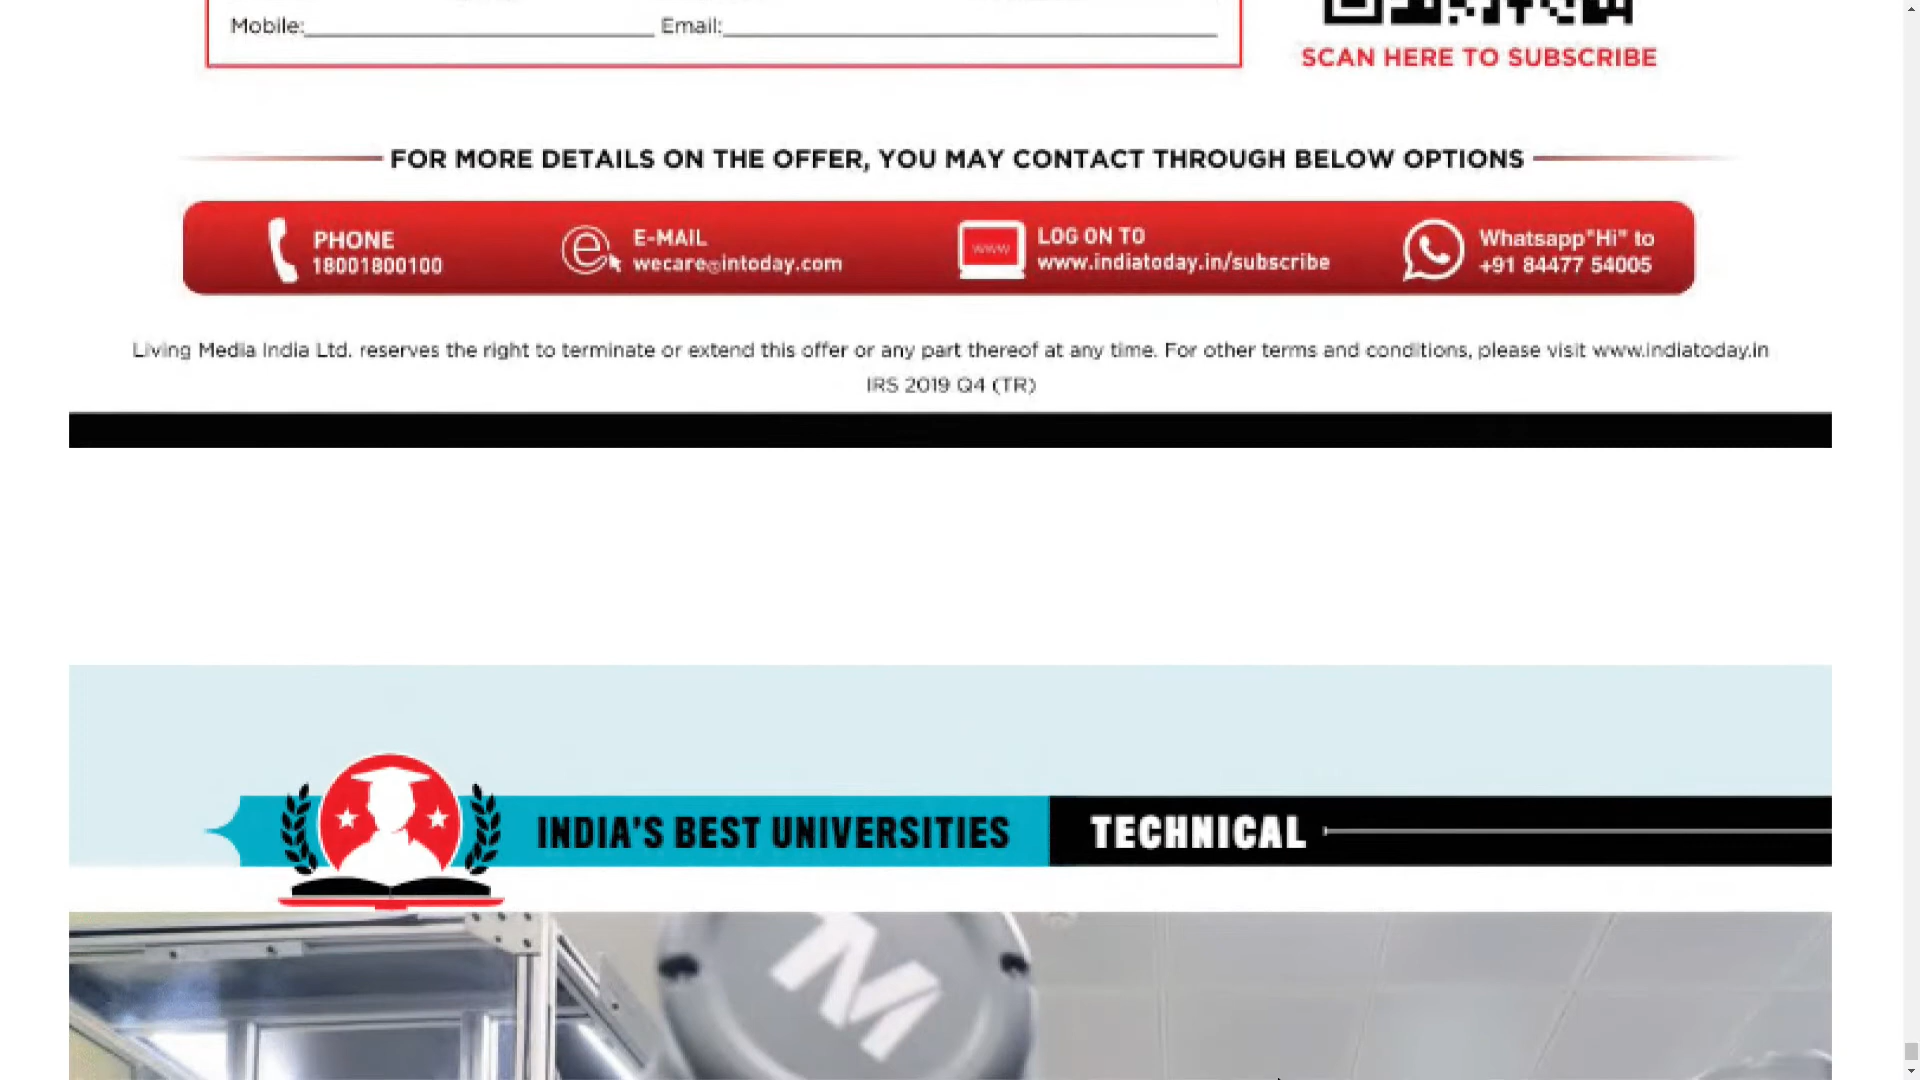 Mobile: Email:
SCAN HERE TO SUBSCRIBE
FOR MORE DETAILS ON THE OFFER, YOU MAY CONTACT THROUGH BELOW OPTIONS
PHONE
18001800100
E-MAIL
wecare@intoday.com
www
LOG ON TO
www.indiatoday.in/subscribe
Whatsapp"Hi" to
+91 84477 54005
Living Media India Ltd. reserves the right to terminate or extend this offer or any part thereof at any time. For other terms and conditions, please visit www.indiatoday.in
IRS 2019 Q4 (TR)
INDIA'S BEST UNIVERSITIES TECHNICAL
M